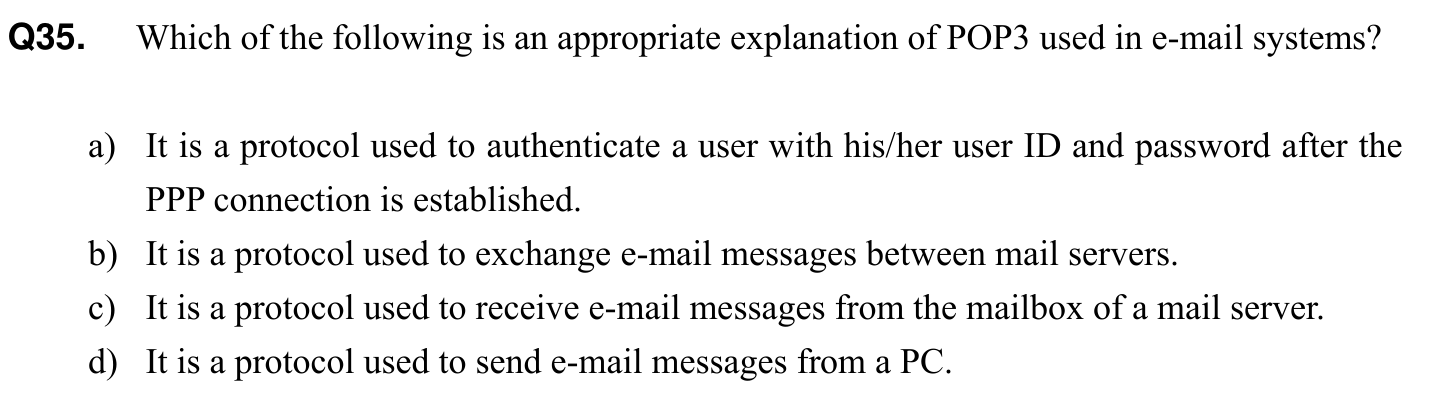 Q35. Which of the following is an appropriate explanation of POP3 used in e-mail systems?
a) It is a protocol used to authenticate a user with his/her user ID and password after the
PPP connection is established.
b) It is a protocol used to exchange e-mail messages between mail servers.
c) It is a protocol used to receive e-mail messages from the mailbox of a mail server.
d) It is a protocol used to send e-mail messages from a PC.